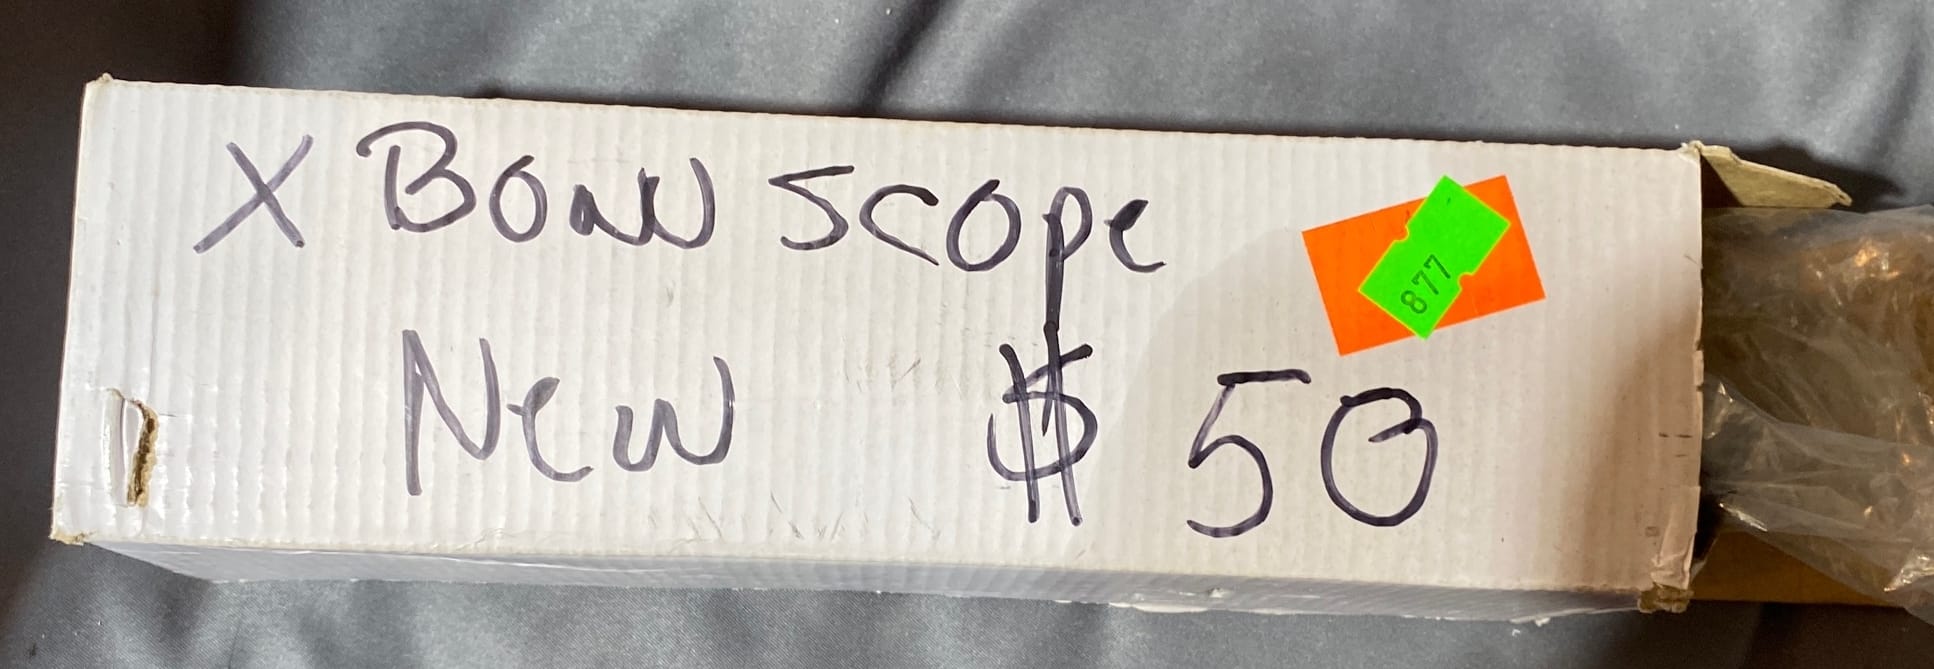 X BOW SCOPE
877
New $ 50